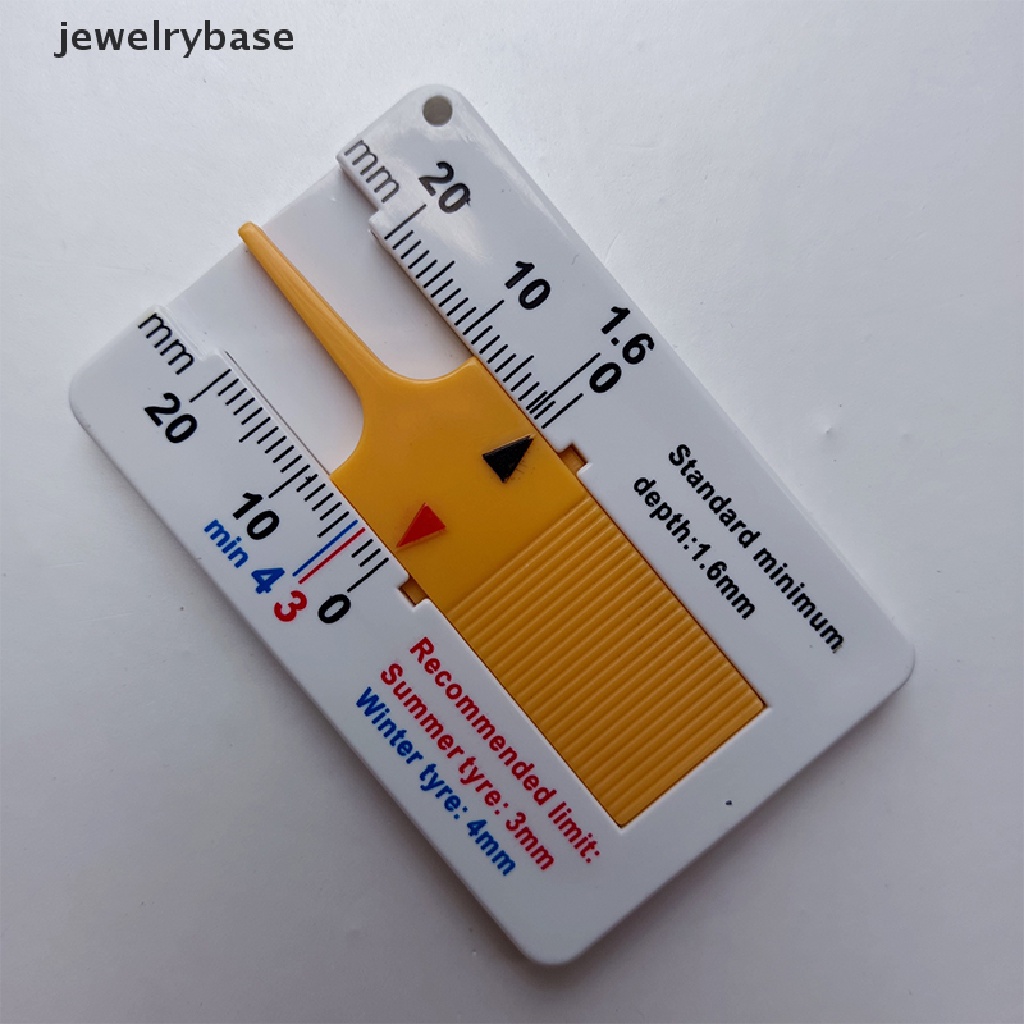 jewelrybase
mm
20
10
1.6
0
Standard minimum
depth:1.6mm
mm
20
10
min 4
3
0
Recommended limit:
Summer tyre: 3mm
Winter tyre: 4mm